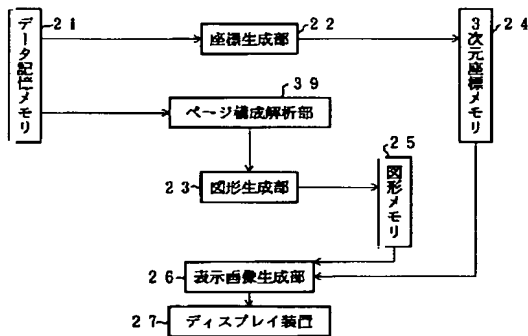 データ記憶メモリ
21
座標生成部
22
3次元座標メモリ
24
39
ページ構成解析部
25
図形メモリ
23
図形生成部
26
表示画像生成部
27
ディスプレイ装置